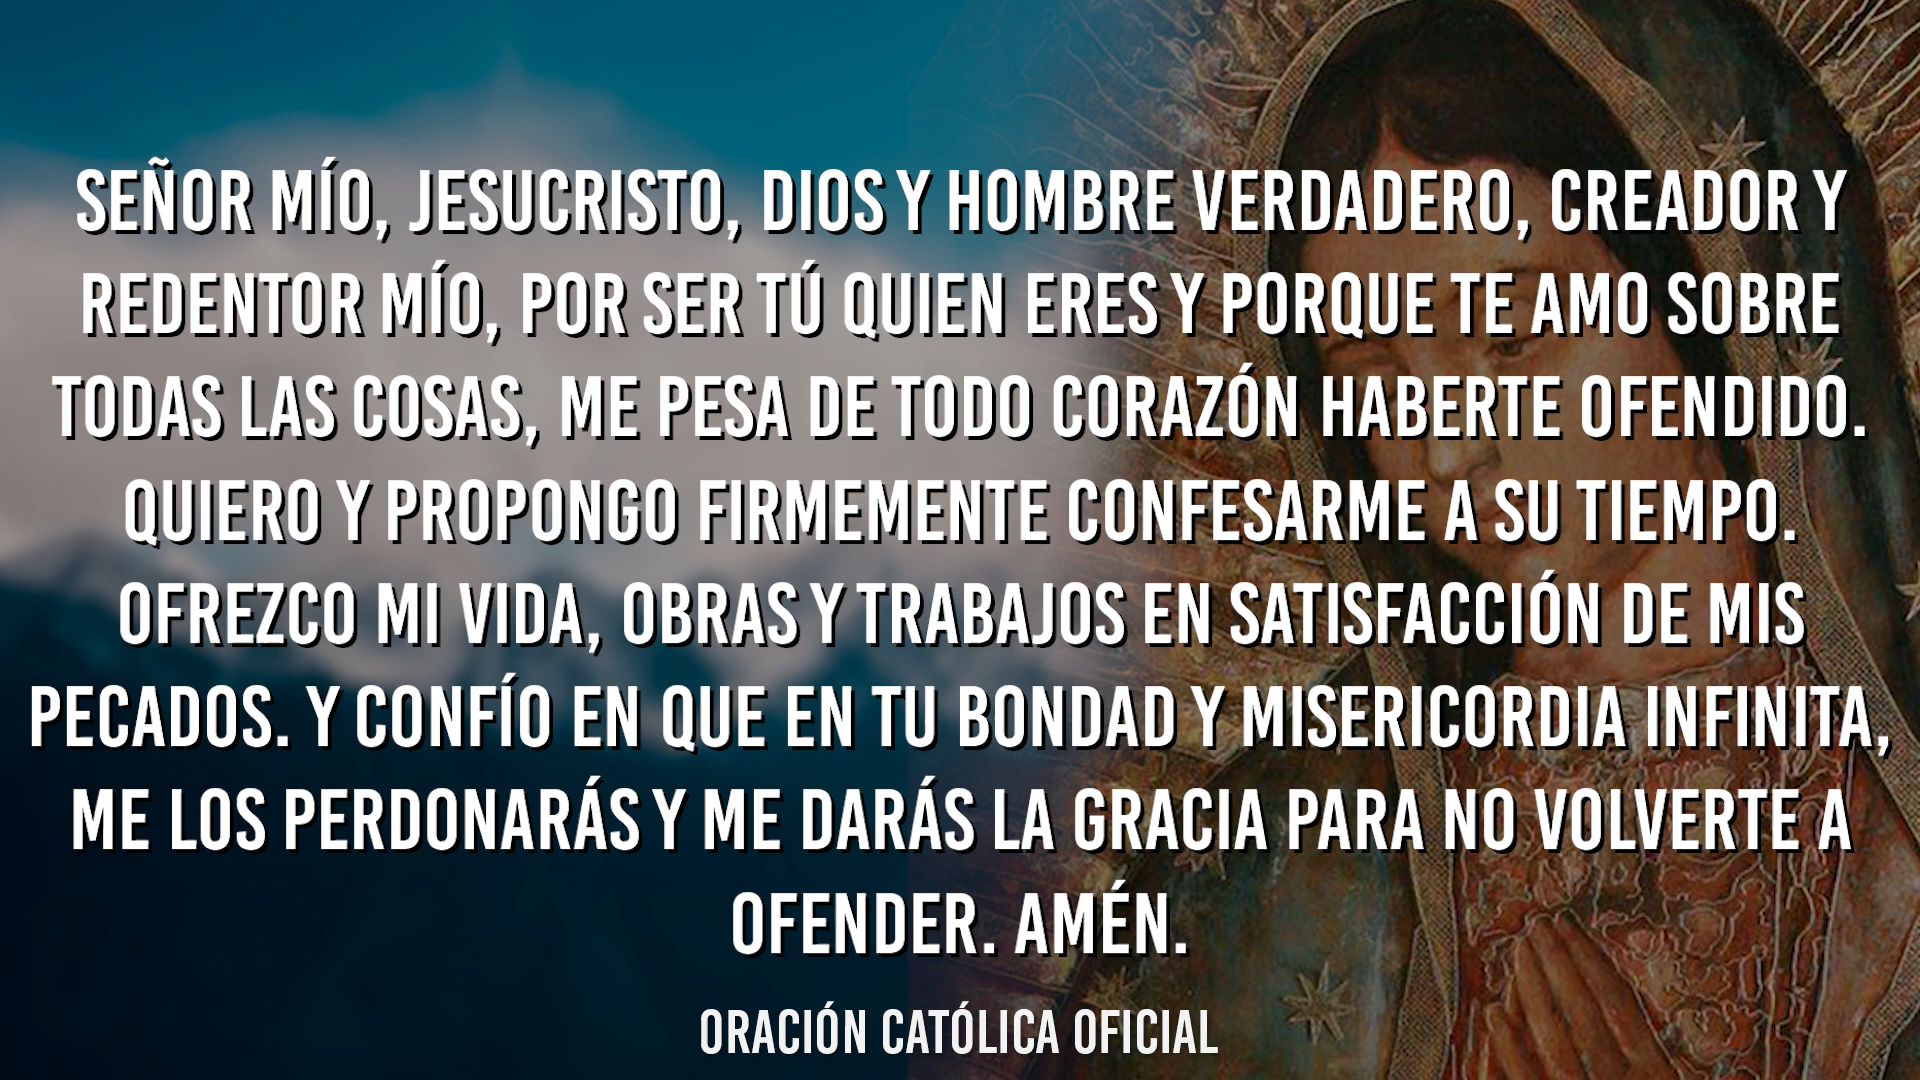 SEÑOR MÍO, JESUCRISTO, DIOS Y HOMBRE VERDADERO, CREADOR Y
REDENTOR MÍO, POR SER TÚ QUIEN ERES Y PORQUE TE AMO SOBRE
TODAS LAS COSAS, ME PESA DE TODO CORAZÓN HABERTE OFENDIDO.
QUIERO Y PROPONGO FIRMEMENTE CONFESARME A SU TIEMPO.
OFREZCO MI VIDA, OBRAS Y TRABAJOS EN SATISFACCIÓN DE MIS
PECADOS. Y CONFÍO EN QUE EN TU BONDAD Y MISERICORDIA INFINITA,
ME LOS PERDONARÁS Y ME DARÁS LA GRACIA PARA NO VOLVERTE A
OFENDER. AMÉN.
ORACIÓN CATÓLICA OFICIAL